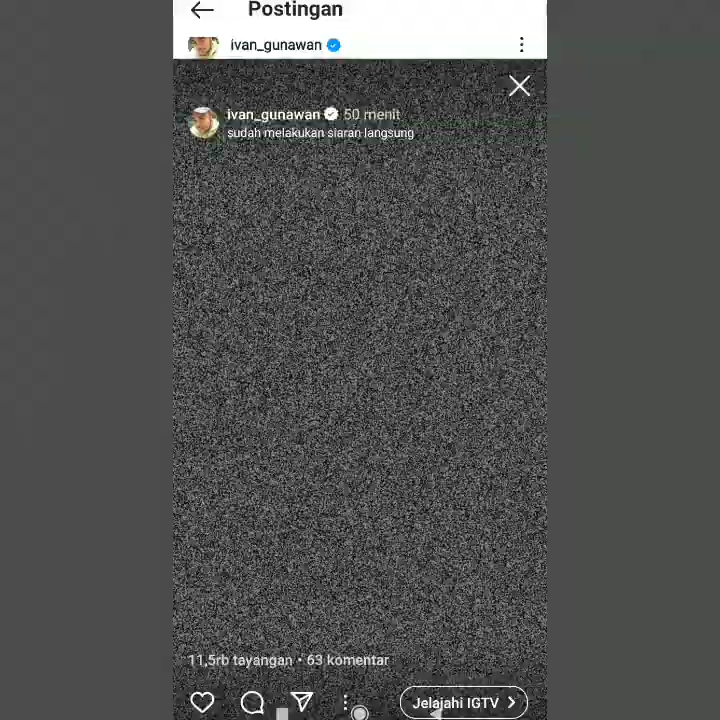 Postingan
ivan_gunawan
ivan_gunawan 50 menit
sudah melakukan siaran langsung
11,5rb tayangan • 63 komentar
Jelajahi IGTV